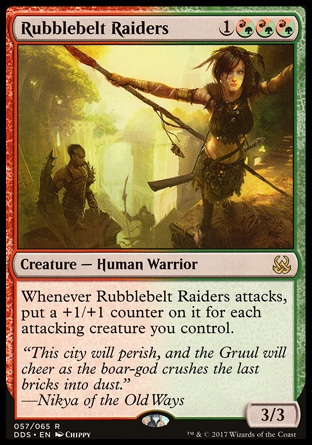 Rubblebelt Raiders 1
Creature — Human Warrior
Whenever Rubblebelt Raiders attacks,
put a +1/+1 counter on it for each
attacking creature you control.
“This city will perish, and the Gruul will
cheer as the boar-god crushes the last
bricks into dust.”
—Nikya of the Old Ways
3/3
057/065 R
DDS • EN Chippy
™ & © 2017 Wizards of the Coast